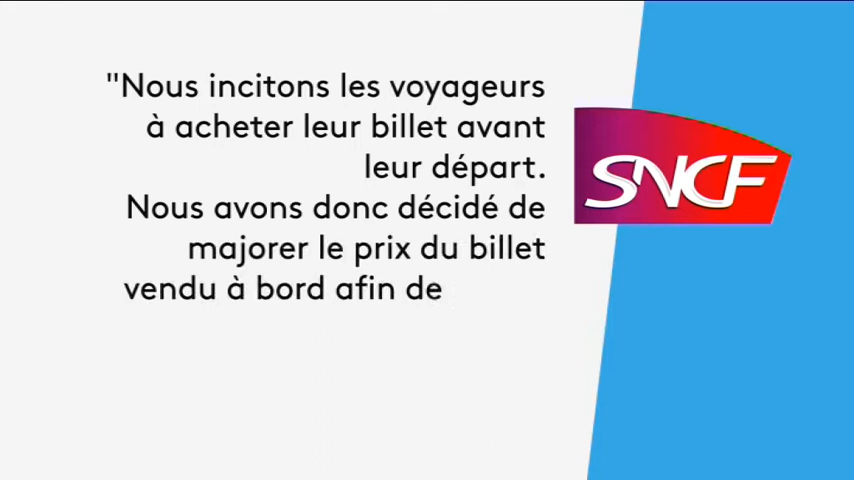 "Nous incitons les voyageurs
à acheter leur billet avant
leur départ.
Nous avons donc décidé de
majorer le prix du billet
vendu à bord afin de
SNCF